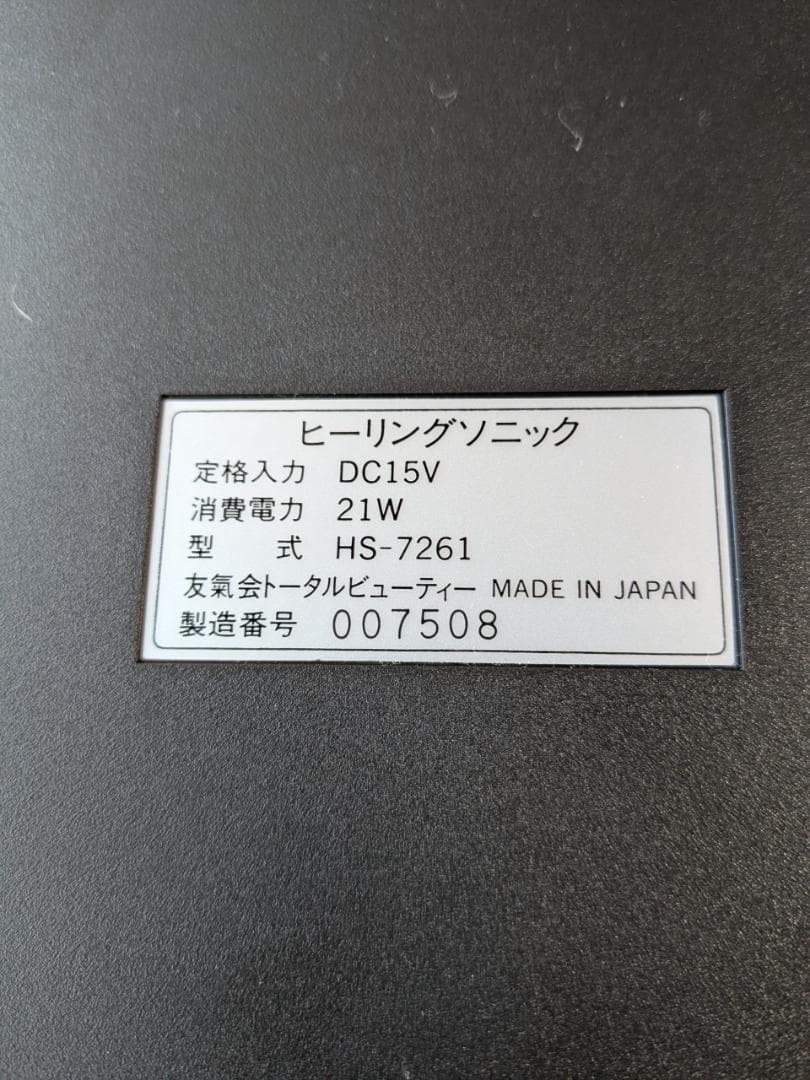 ヒーリングソニック
定格入力 DC15V
消費電力 21W
型 式 HS-7261
友氣会トータルビューティー MADE IN JAPAN
製造番号 007508